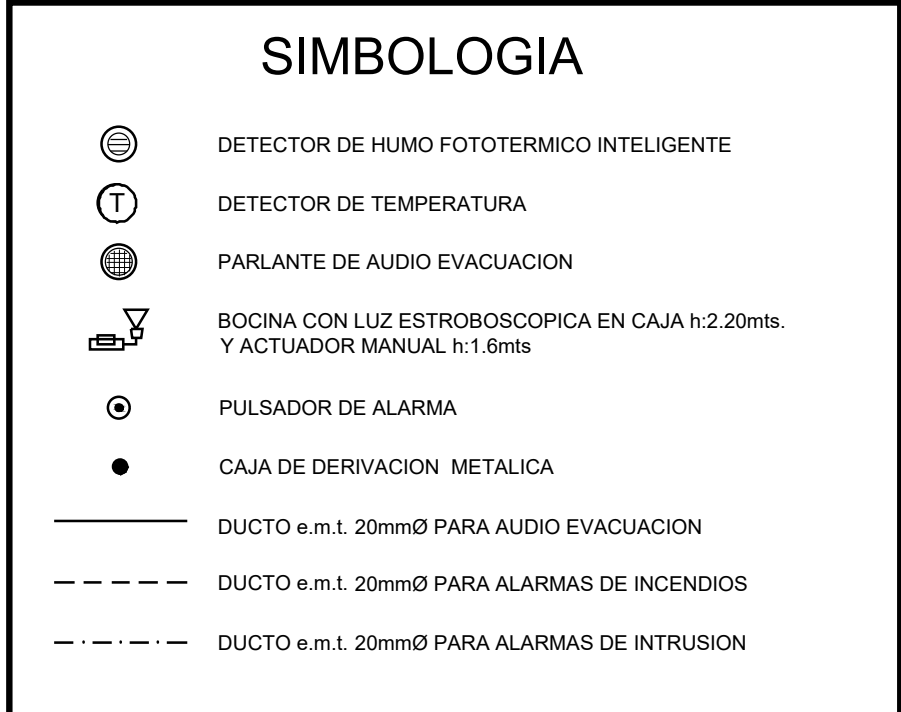 SIMBOLOGIA
DETECTOR DE HUMO FOTOTERMICO INTELIGENTE
T
DETECTOR DE TEMPERATURA
PARLANTE DE AUDIO EVACUACION
BOCINA CON LUZ ESTROBOSCOPICA EN CAJA h:2.20mts.
Y ACTUADOR MANUAL h:1.6mts
PULSADOR DE ALARMA
CAJA DE DERIVACION METALICA
DUCTO e.m.t. 20mmØ PARA AUDIO EVACUACION
DUCTO e.m.t. 20mmØ PARA ALARMAS DE INCENDIOS
DUCTO e.m.t. 20mmØ PARA ALARMAS DE INTRUSION